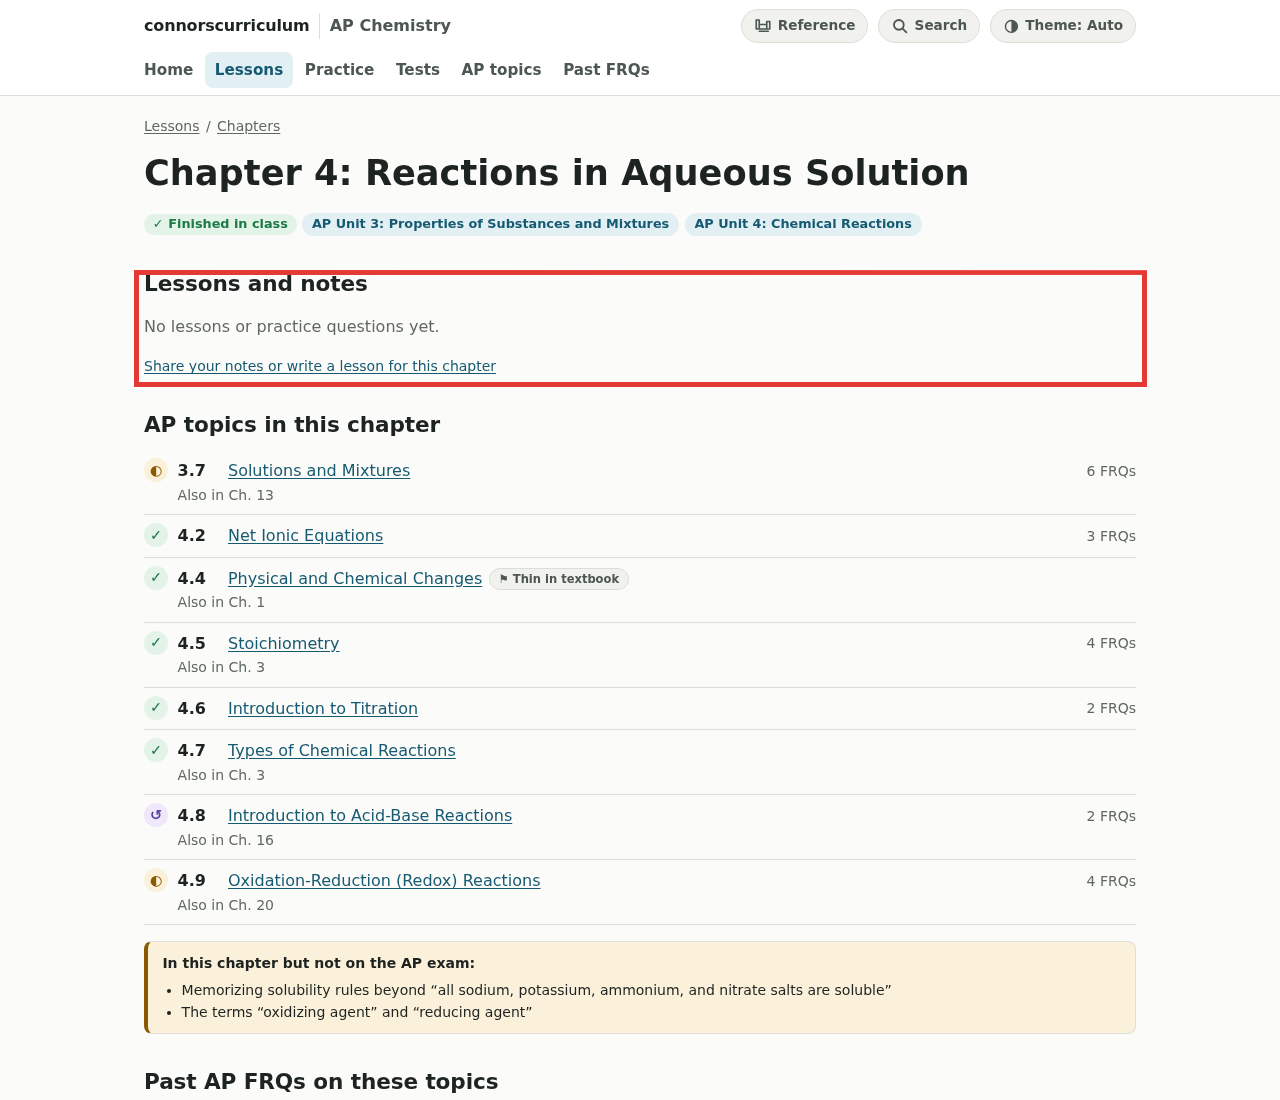 connorscurriculum
AP Chemistry
Reference
Search
Theme: Auto
Home
Lessons
Practice
Tests
AP topics
Past FRQs
Lessons / Chapters
Chapter 4: Reactions in Aqueous Solution
✓ Finished in class
AP Unit 3: Properties of Substances and Mixtures
AP Unit 4: Chemical Reactions
Lessons and notes
No lessons or practice questions yet.
Share your notes or write a lesson for this chapter
AP topics in this chapter
3.7 Solutions and Mixtures 6 FRQs
Also in Ch. 13
4.2 Net Ionic Equations 3 FRQs
4.4 Physical and Chemical Changes ⚑ Thin in textbook
Also in Ch. 1
4.5 Stoichiometry 4 FRQs
Also in Ch. 3
4.6 Introduction to Titration 2 FRQs
4.7 Types of Chemical Reactions
Also in Ch. 3
4.8 Introduction to Acid-Base Reactions 2 FRQs
Also in Ch. 16
4.9 Oxidation-Reduction (Redox) Reactions 4 FRQs
Also in Ch. 20
In this chapter but not on the AP exam:
• Memorizing solubility rules beyond “all sodium, potassium, ammonium, and nitrate salts are soluble”
• The terms “oxidizing agent” and “reducing agent”
Past AP FRQs on these topics